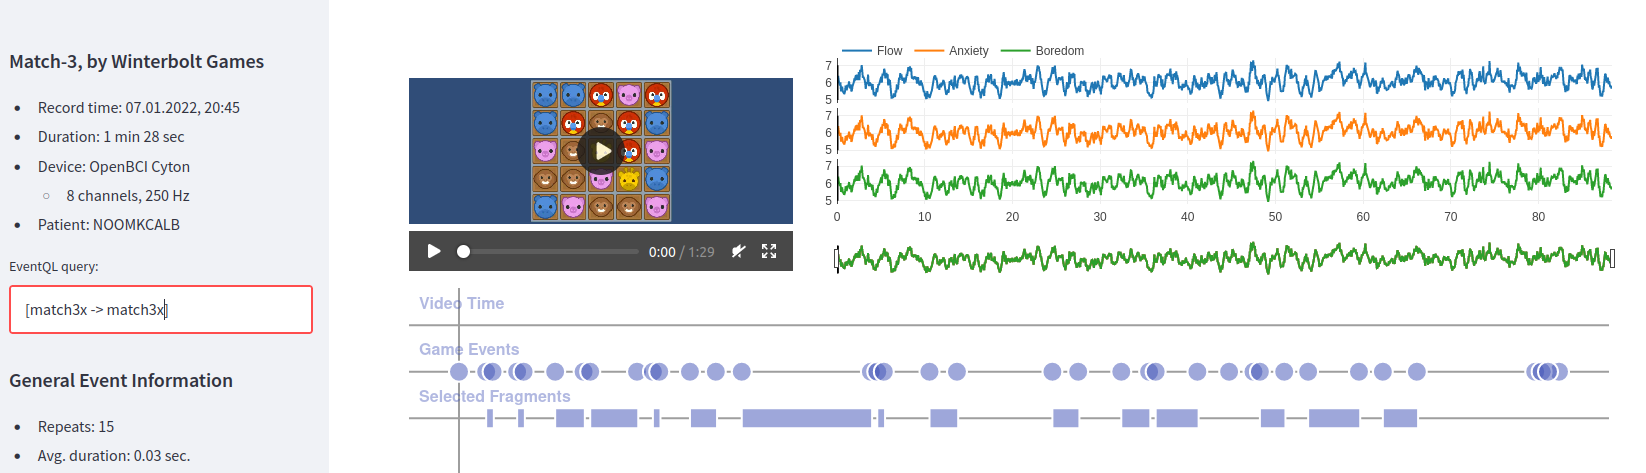 Match-3, by Winterbolt Games
Record time: 07.01.2022, 20:45
Duration: 1 min 28 sec
Device: OpenBCI Cyton
8 channels, 250 Hz
Patient: NOOMKCALB
EventQL query:
[match3x -> match3x]
General Event Information
Repeats: 15
Avg. duration: 0.03 sec.
0:00 / 1:29
Flow Anxiety Boredom
7
6
5
7
6
5
7
6
5
0 10 20 30 40 50 60 70 80
Video Time
Game Events
Selected Fragments